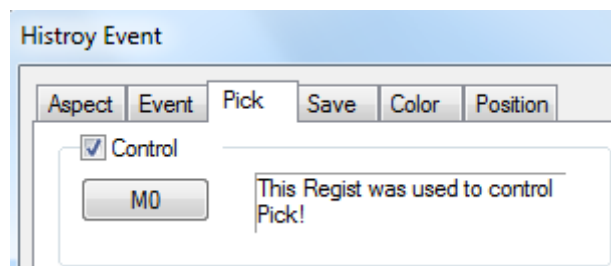 Histroy Event
Aspect Event Pick Save Color Position
Control
M0 This Regist was used to control
Pick!